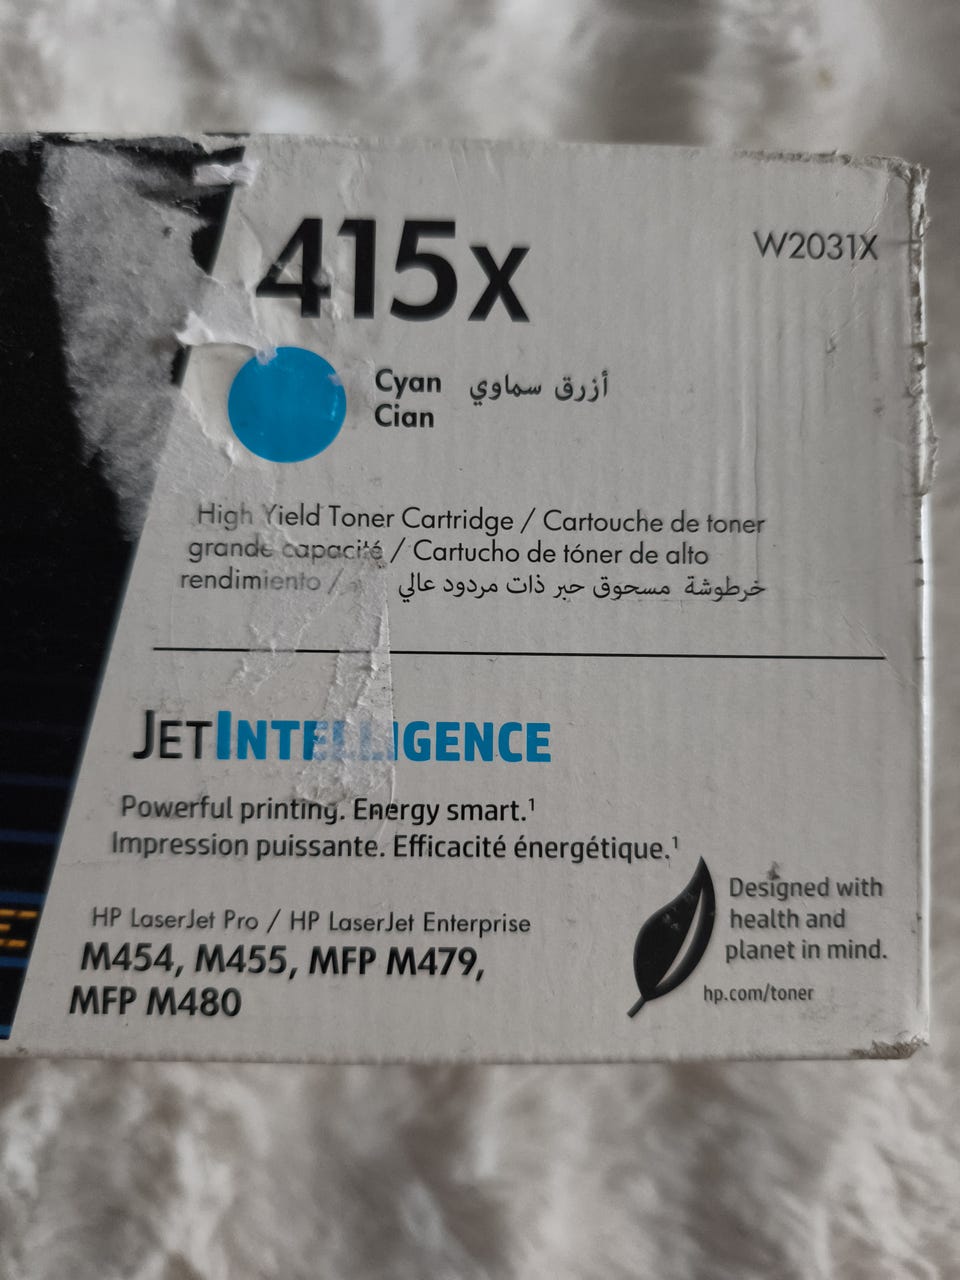 415x
W2031X
Cyan أزرق سماوي
Cian
High Yield Toner Cartridge / Cartouche de toner
grande capacité / Cartucho de tóner de alto
rendimiento / خرطوشة مسحوق حبر ذات مردود عالي
JETINTELLIGENCE
Powerful printing. Energy smart.¹
Impression puissante. Efficacité énergétique.¹
HP LaserJet Pro / HP LaserJet Enterprise
M454, M455, MFP M479,
MFP M480
Designed with
health and
planet in mind.
hp.com/toner